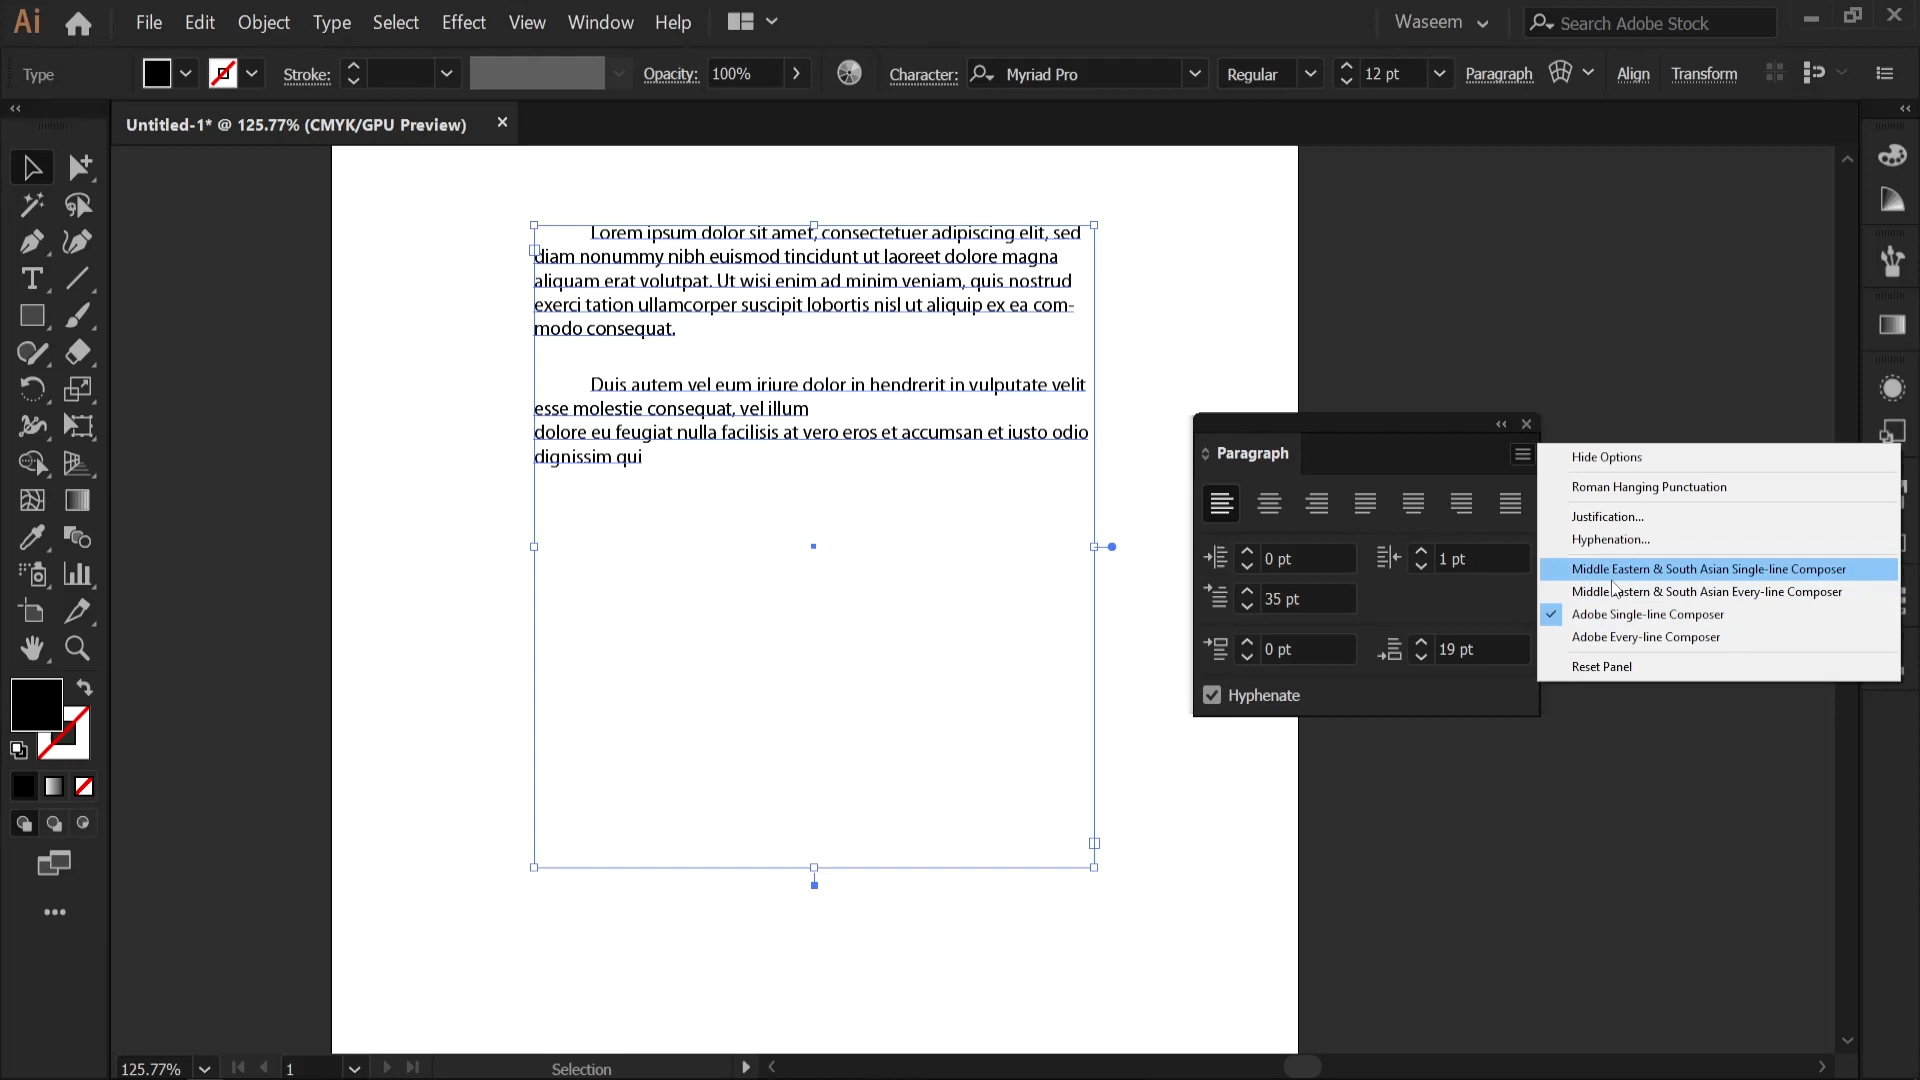 Ai File Edit Object Type Select Effect View Window Help Waseem Search Adobe Stock
Type Stroke: Opacity: 100% Character: Myriad Pro Regular 12 pt Paragraph Align Transform
Untitled-1* @ 125.77% (CMYK/GPU Preview)
Lorem ipsum dolor sit amet, consectetuer adipiscing elit, sed
diam nonummy nibh euismod tincidunt ut laoreet dolore magna
aliquam erat volutpat. Ut wisi enim ad minim veniam, quis nostrud
exerci tation ullamcorper suscipit lobortis nisl ut aliquip ex ea com-
modo consequat.
Duis autem vel eum iriure dolor in hendrerit in vulputate velit
esse molestie consequat, vel illum
dolore eu feugiat nulla facilisis at vero eros et accumsan et iusto odio
dignissim qui
Paragraph
0 pt 1 pt
35 pt
0 pt 19 pt
Hyphenate
Hide Options
Roman Hanging Punctuation
Justification...
Hyphenation...
Middle Eastern & South Asian Single-line Composer
Middle Eastern & South Asian Every-line Composer
Adobe Single-line Composer
Adobe Every-line Composer
Reset Panel
125.77% 1 Selection